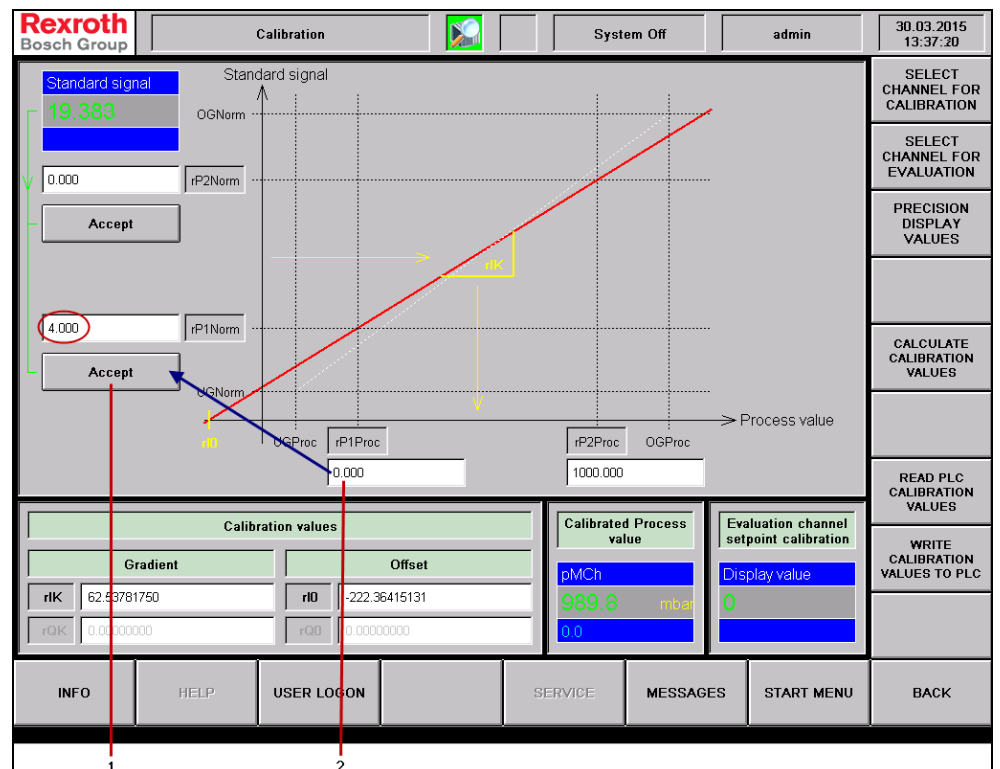 Rexroth
Bosch Group
Calibration
System Off
admin
30.03.2015
13:37:20
Standard signal
19.383
Standard signal
OGNorm
0.000
rP2Norm
Accept
rIK
4.000
rP1Norm
Accept
UGNorm
rI0
UGProc
rP1Proc
rP2Proc
OGProc
Process value
0.000
1000.000
SELECT
CHANNEL FOR
CALIBRATION
SELECT
CHANNEL FOR
EVALUATION
PRECISION
DISPLAY
VALUES
CALCULATE
CALIBRATION
VALUES
READ PLC
CALIBRATION
VALUES
WRITE
CALIBRATION
VALUES TO PLC
Calibration values
Gradient
Offset
rIK
62.53781750
rI0
-222.36415131
rQK
0.00000000
rQ0
0.00000000
Calibrated Process
value
pMCh
989.8 mbar
0.0
Evaluation channel
setpoint calibration
Display value
0
INFO
HELP
USER LOGON
SERVICE
MESSAGES
START MENU
BACK
1
2